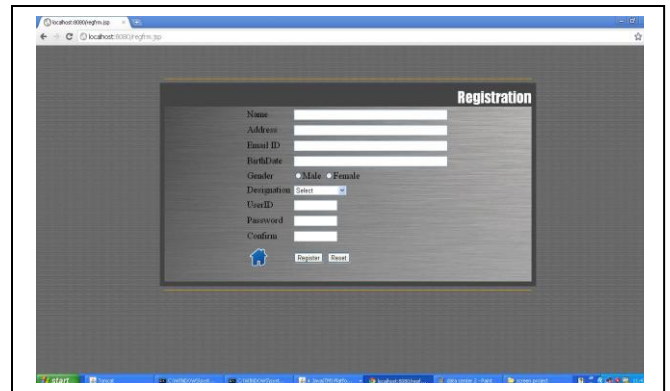 localhost:8080/regfrm.jsp
localhost:8080/regfrm.jsp
Registration
Name
Address
Email ID
BirthDate
Gender Male Female
Designation Select
UserID
Password
Confirm
Register Reset
start Tomcat